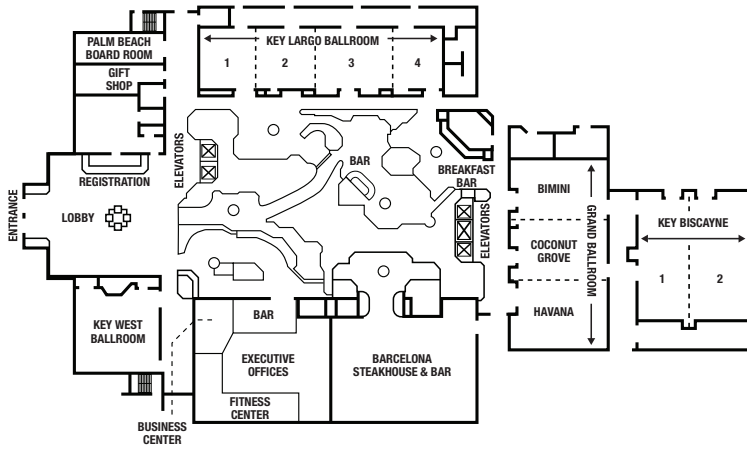 PALM BEACH
BOARD ROOM
GIFT
SHOP
KEY LARGO BALLROOM
1
2
3
4
ELEVATORS
BAR
BREAKFAST
BAR
REGISTRATION
ENTRANCE
LOBBY
ELEVATORS
BIMINI
COCONUT
GROVE
HAVANA
GRAND BALLROOM
KEY BISCAYNE
1
2
KEY WEST
BALLROOM
BAR
EXECUTIVE
OFFICES
FITNESS
CENTER
BARCELONA
STEAKHOUSE & BAR
BUSINESS
CENTER